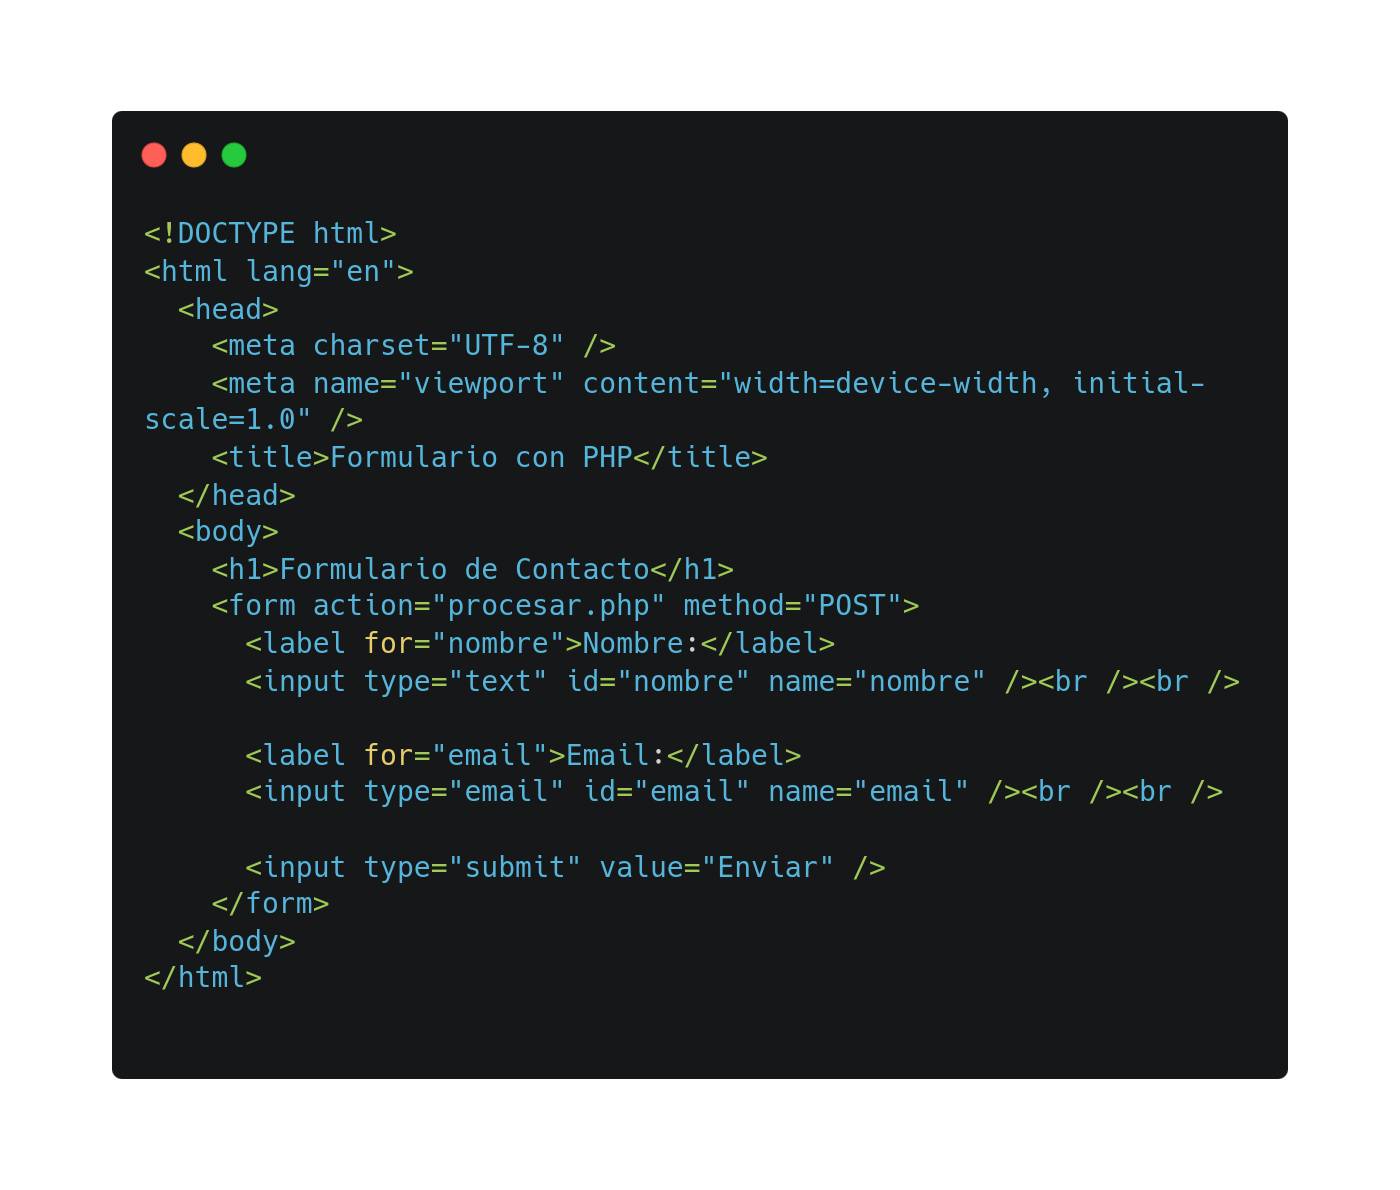 <!DOCTYPE html>
<html lang="en">
  <head>
    <meta charset="UTF-8" />
    <meta name="viewport" content="width=device-width, initial-
scale=1.0" />
    <title>Formulario con PHP</title>
  </head>
  <body>
    <h1>Formulario de Contacto</h1>
    <form action="procesar.php" method="POST">
      <label for="nombre">Nombre:</label>
      <input type="text" id="nombre" name="nombre" /><br /><br />

      <label for="email">Email:</label>
      <input type="email" id="email" name="email" /><br /><br />

      <input type="submit" value="Enviar" />
    </form>
  </body>
</html>